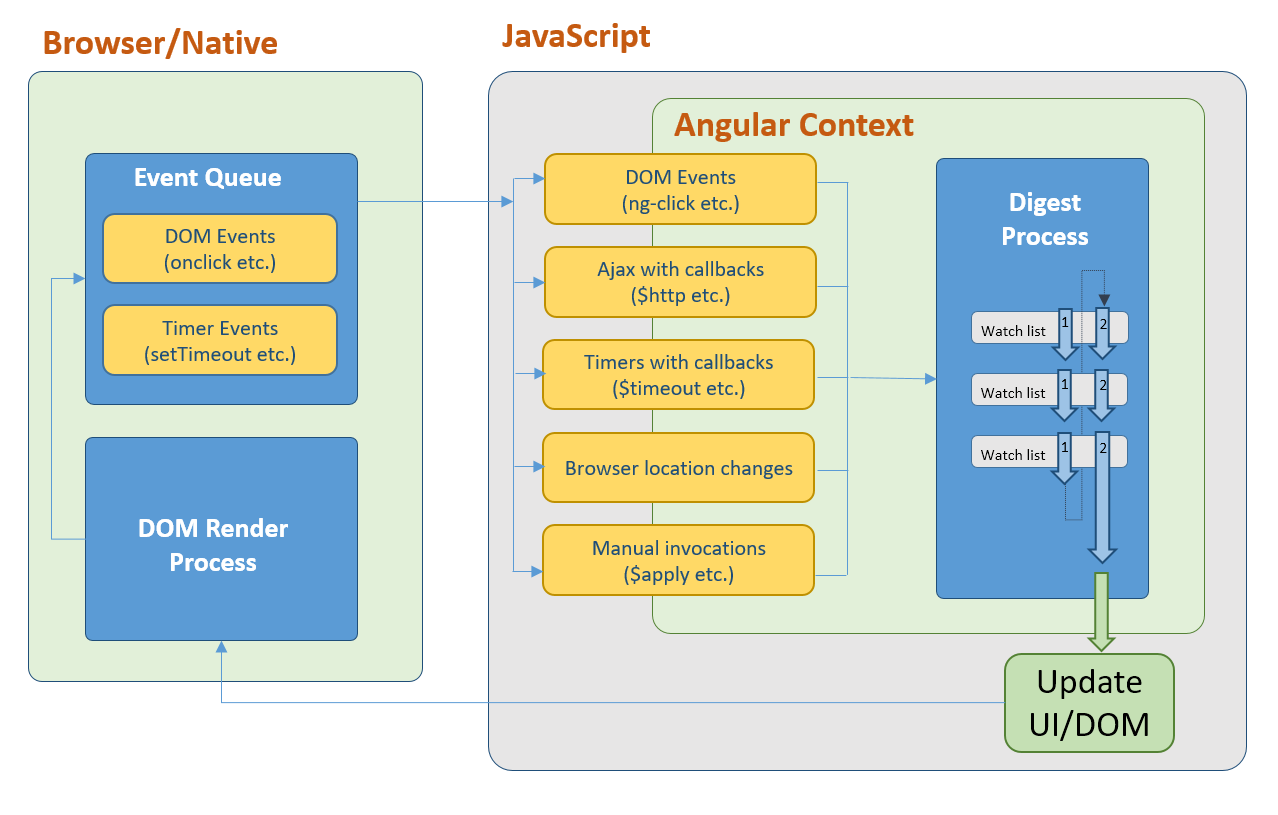 Browser/Native
Event Queue
DOM Events
(onclick etc.)
Timer Events
(setTimeout etc.)
DOM Render
Process
JavaScript
Angular Context
DOM Events
(ng-click etc.)
Ajax with callbacks
($http etc.)
Timers with callbacks
($timeout etc.)
Browser location changes
Manual invocations
($apply etc.)
Digest
Process
Watch list 1 2
Watch list 1 2
Watch list 1 2
Update
UI/DOM